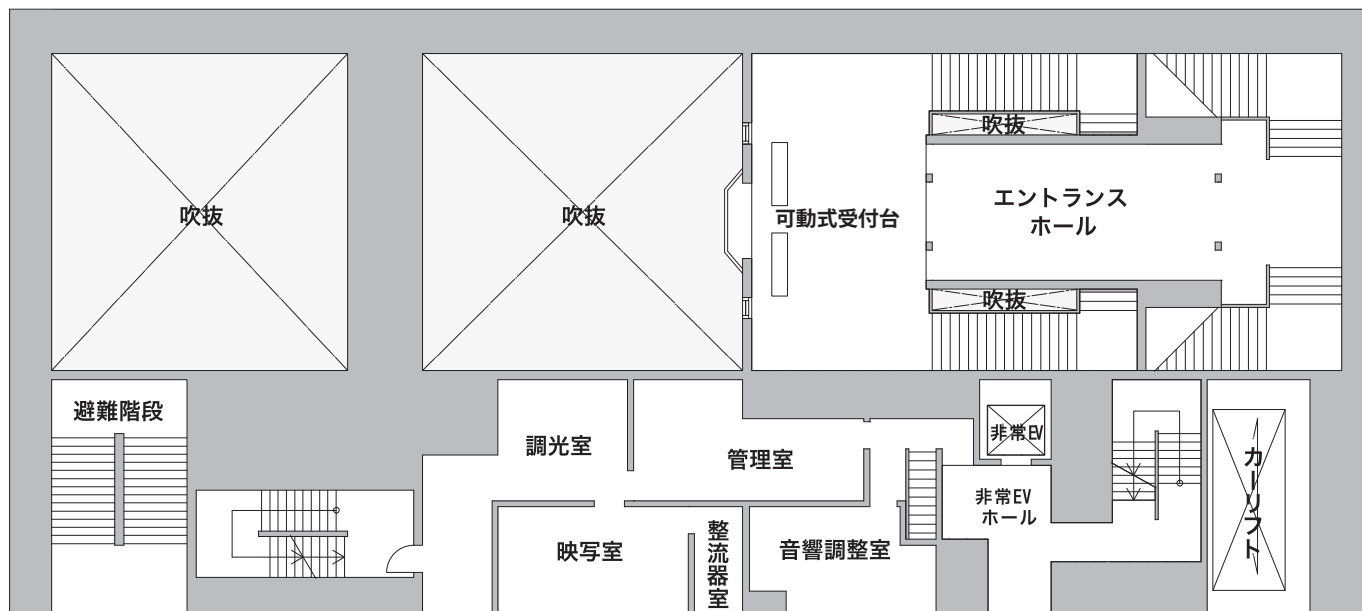 吹抜
吹抜
吹抜
可動式受付台
エントランス
ホール
吹抜
避難階段
調光室
管理室
非常EV
非常EV
ホール
カーリフト
映写室
整流器室
音響調整室